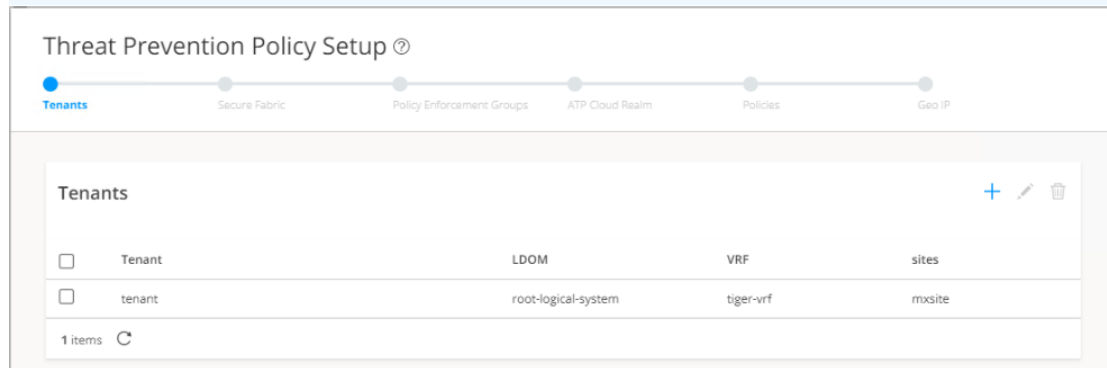 Threat Prevention Policy Setup ?
Tenants Secure Fabric Policy Enforcement Groups ATP Cloud Realm Policies Geo IP
Tenants
Tenant LDOM VRF sites
tenant root-logical-system tiger-vrf mxsite
1 items